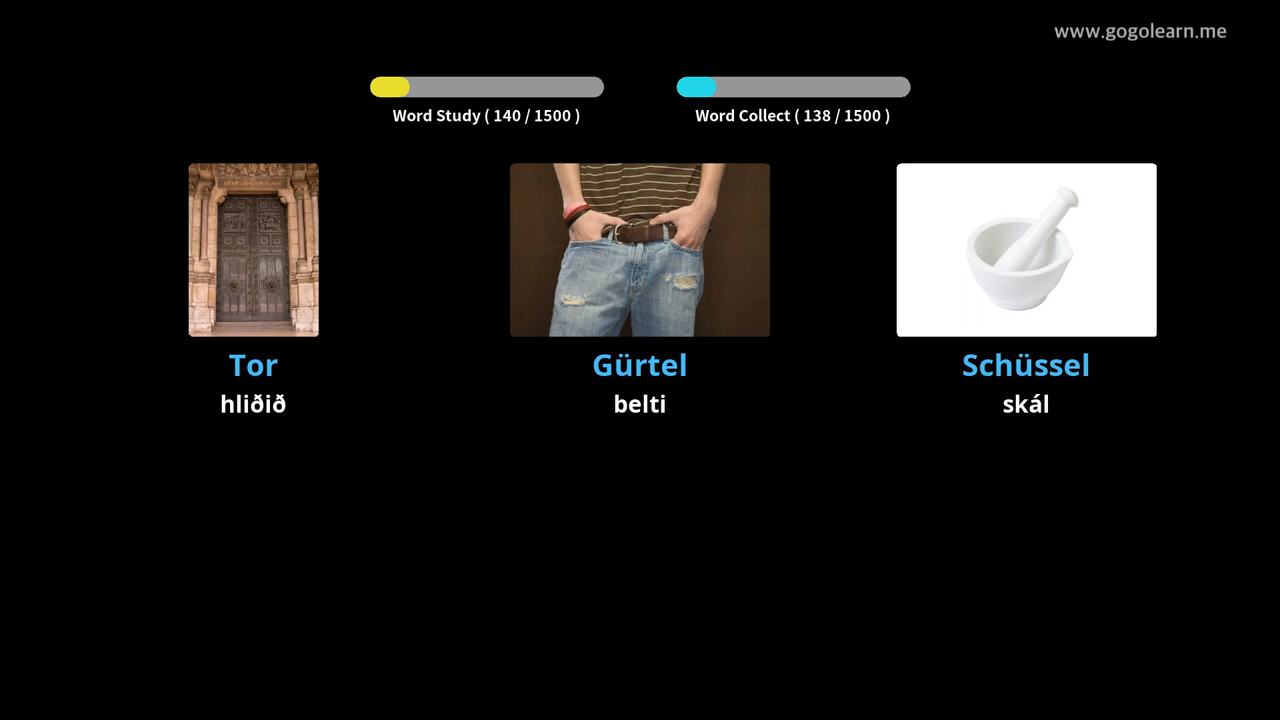 www.gogolearn.me
Word Study ( 140 / 1500 )
Word Collect ( 138 / 1500 )
Tor
hliðið
Gürtel
belti
Schüssel
skál